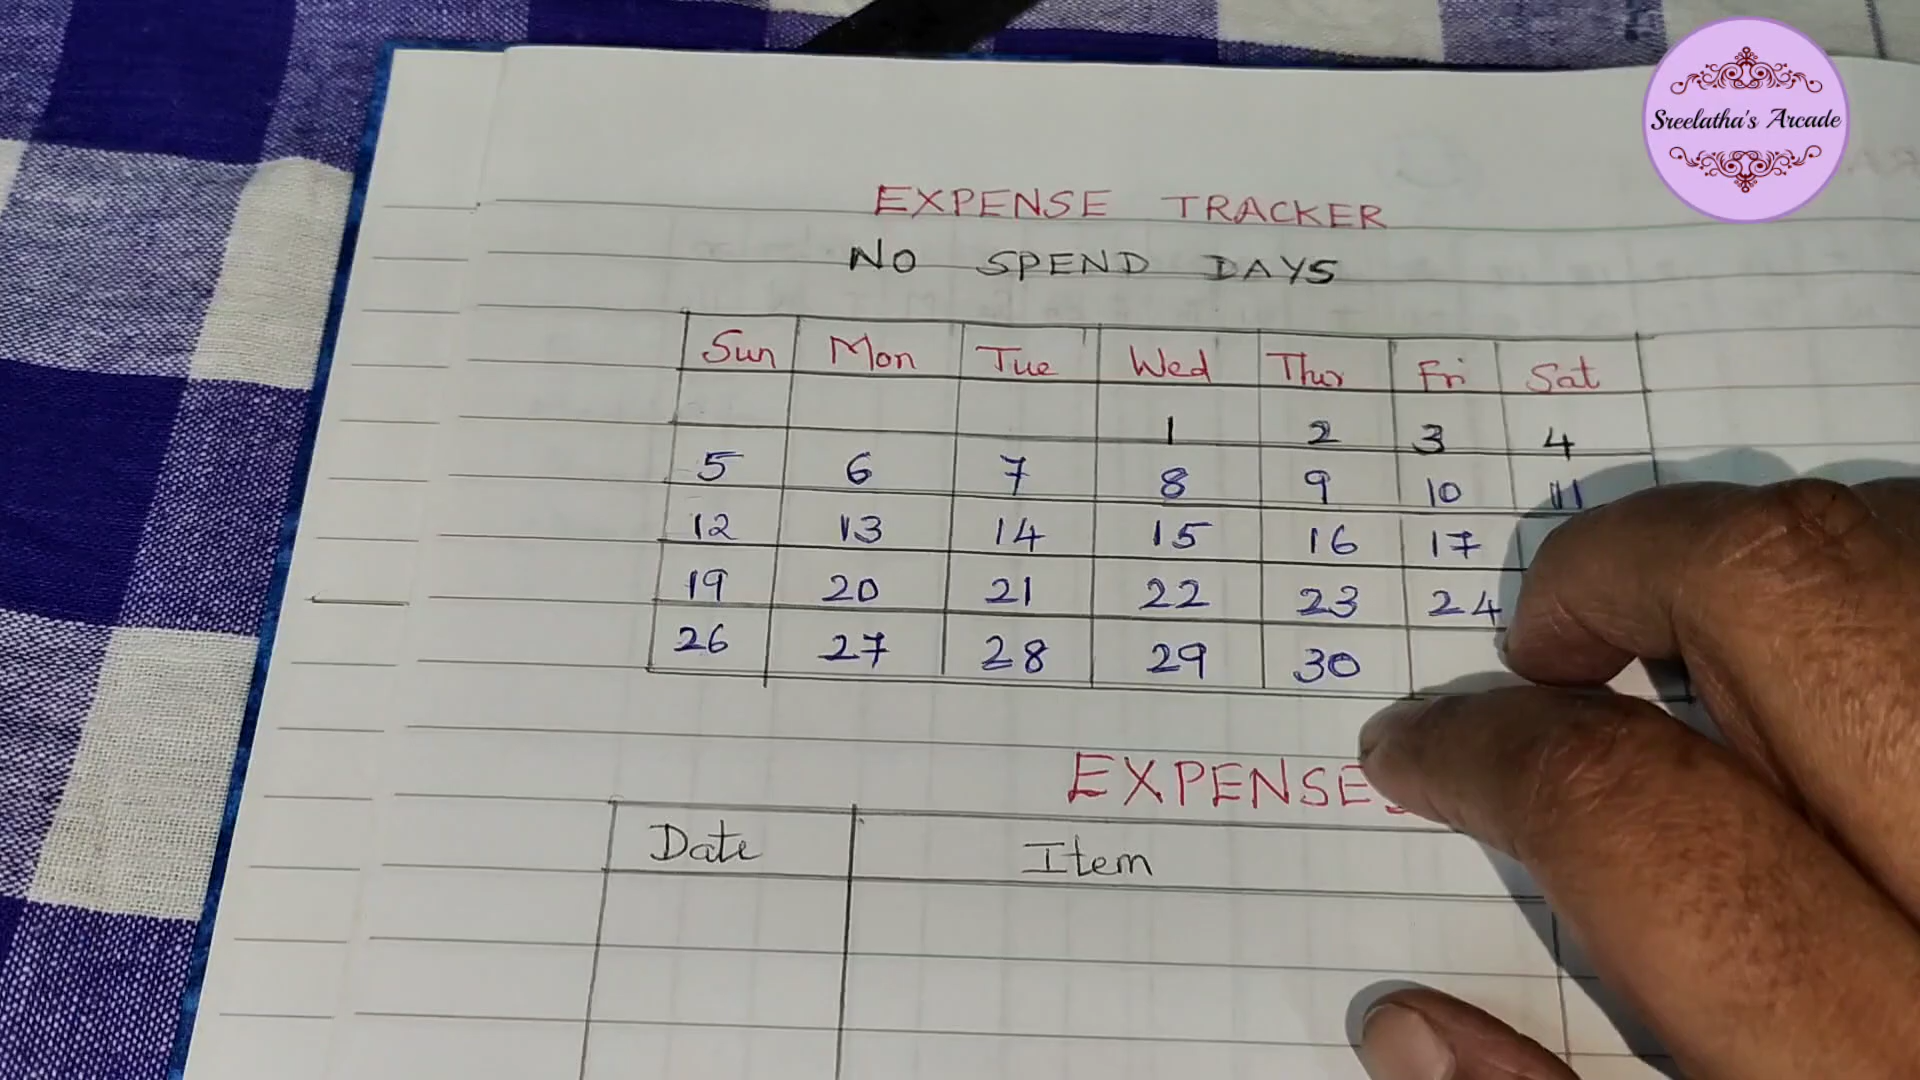 Sreelatha's Arcade
EXPENSE TRACKER
NO SPEND DAYS
Sun Mon Tue Wed Thur Fri Sat
1 2 3 4
5 6 7 8 9 10 11
12 13 14 15 16 17
19 20 21 22 23 24
26 27 28 29 30
EXPENSES
Date Item